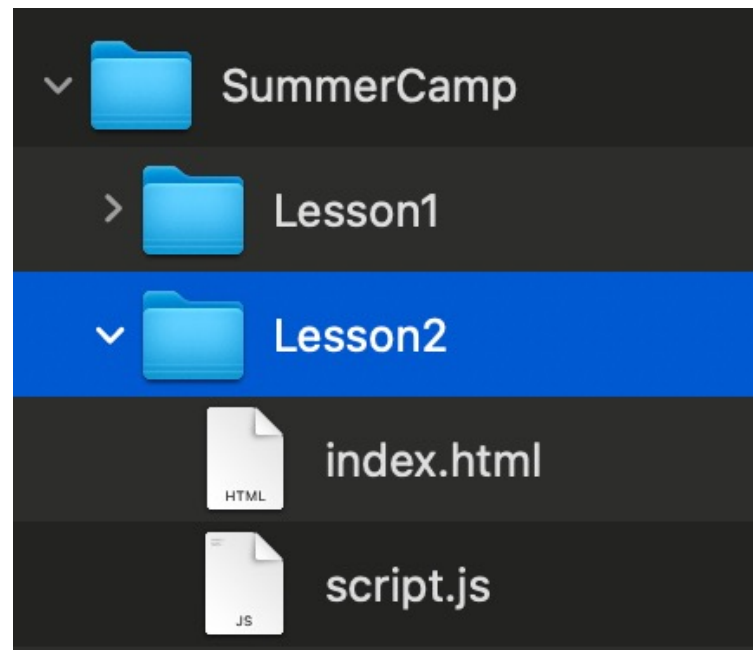 SummerCamp
Lesson1
Lesson2
index.html
HTML
script.js
JS